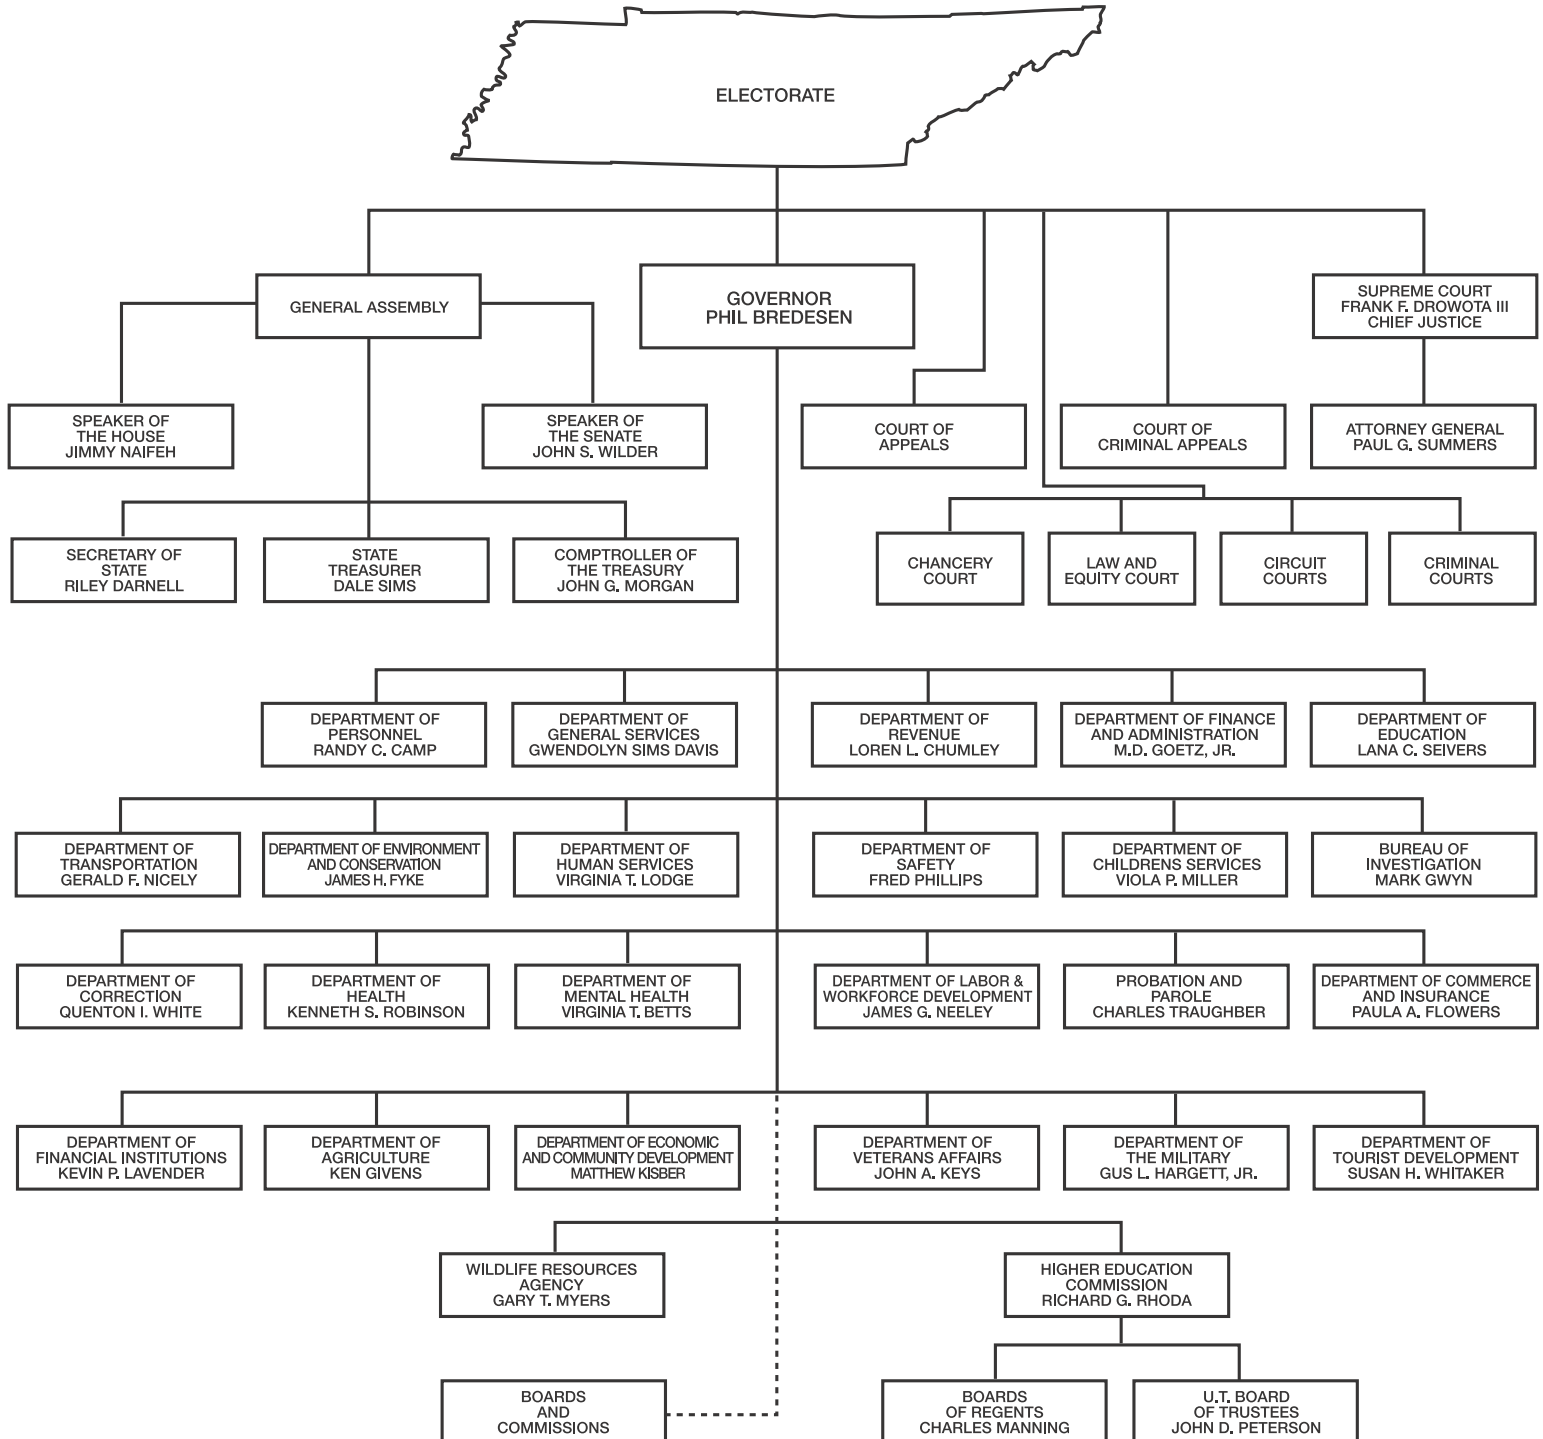 ELECTORATE
GENERAL ASSEMBLY
GOVERNOR
PHIL BREDESEN
SUPREME COURT
FRANK F. DROWOTA III
CHIEF JUSTICE
SPEAKER OF
THE HOUSE
JIMMY NAIFEH
SPEAKER OF
THE SENATE
JOHN S. WILDER
COURT OF
APPEALS
COURT OF
CRIMINAL APPEALS
ATTORNEY GENERAL
PAUL G. SUMMERS
SECRETARY OF
STATE
RILEY DARNELL
STATE
TREASURER
DALE SIMS
COMPTROLLER OF
THE TREASURY
JOHN G. MORGAN
CHANCERY
COURT
LAW AND
EQUITY COURT
CIRCUIT
COURTS
CRIMINAL
COURTS
DEPARTMENT OF
PERSONNEL
RANDY C. CAMP
DEPARTMENT OF
GENERAL SERVICES
GWENDOLYN SIMS DAVIS
DEPARTMENT OF
REVENUE
LOREN L. CHUMLEY
DEPARTMENT OF FINANCE
AND ADMINISTRATION
M.D. GOETZ, JR.
DEPARTMENT OF
EDUCATION
LANA C. SEIVERS
DEPARTMENT OF
TRANSPORTATION
GERALD F. NICELY
DEPARTMENT OF ENVIRONMENT
AND CONSERVATION
JAMES H. FYKE
DEPARTMENT OF
HUMAN SERVICES
VIRGINIA T. LODGE
DEPARTMENT OF
SAFETY
FRED PHILLIPS
DEPARTMENT OF
CHILDRENS SERVICES
VIOLA P. MILLER
BUREAU OF
INVESTIGATION
MARK GWYN
DEPARTMENT OF
CORRECTION
QUENTON I. WHITE
DEPARTMENT OF
HEALTH
KENNETH S. ROBINSON
DEPARTMENT OF
MENTAL HEALTH
VIRGINIA T. BETTS
DEPARTMENT OF LABOR &
WORKFORCE DEVELOPMENT
JAMES G. NEELEY
PROBATION AND
PAROLE
CHARLES TRAUGHBER
DEPARTMENT OF COMMERCE
AND INSURANCE
PAULA A. FLOWERS
DEPARTMENT OF
FINANCIAL INSTITUTIONS
KEVIN P. LAVENDER
DEPARTMENT OF
AGRICULTURE
KEN GIVENS
DEPARTMENT OF ECONOMIC
AND COMMUNITY DEVELOPMENT
MATTHEW KISBER
DEPARTMENT OF
VETERANS AFFAIRS
JOHN A. KEYS
DEPARTMENT OF
THE MILITARY
GUS L. HARGETT, JR.
DEPARTMENT OF
TOURIST DEVELOPMENT
SUSAN H. WHITAKER
WILDLIFE RESOURCES
AGENCY
GARY T. MYERS
HIGHER EDUCATION
COMMISSION
RICHARD G. RHODA
BOARDS
AND
COMMISSIONS
BOARDS
OF REGENTS
CHARLES MANNING
U.T. BOARD
OF TRUSTEES
JOHN D. PETERSON